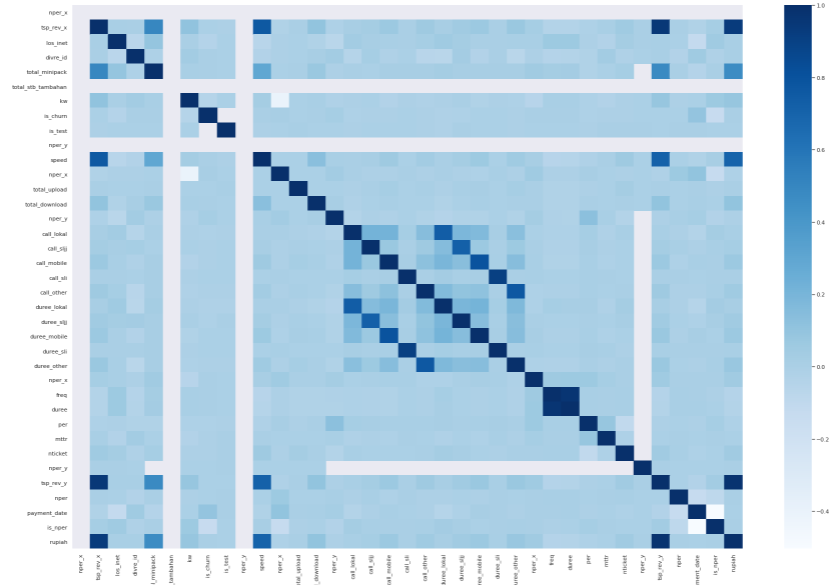 nper_x
tsp_rev_x
los_inet
divre_id
total_minipack
total_stb_tambahan
kw
is_churn
is_test
nper_y
speed
nper_x
total_upload
total_download
nper_y
call_lokal
call_sljj
call_mobile
call_sli
call_other
duree_lokal
duree_sljj
duree_mobile
duree_sli
duree_other
nper_x
freq
duree
per
mttr
nticket
nper_y
tsp_rev_y
nper
payment_date
is_nper
rupiah
nper_x
tsp_rev_x
los_inet
divre_id
l_minipack
tambahan
kw
is_churn
is_test
nper_y
speed
nper_x
tal_upload
_download
nper_y
call_lokal
call_sljj
call_mobile
call_sli
call_other
duree_lokal
duree_sljj
ee_mobile
duree_sli
uree_other
nper_x
freq
duree
per
mttr
nticket
nper_y
tsp_rev_y
nper
ment_date
is_nper
rupiah
1.0
0.8
0.6
0.4
0.2
0.0
−0.2
−0.4